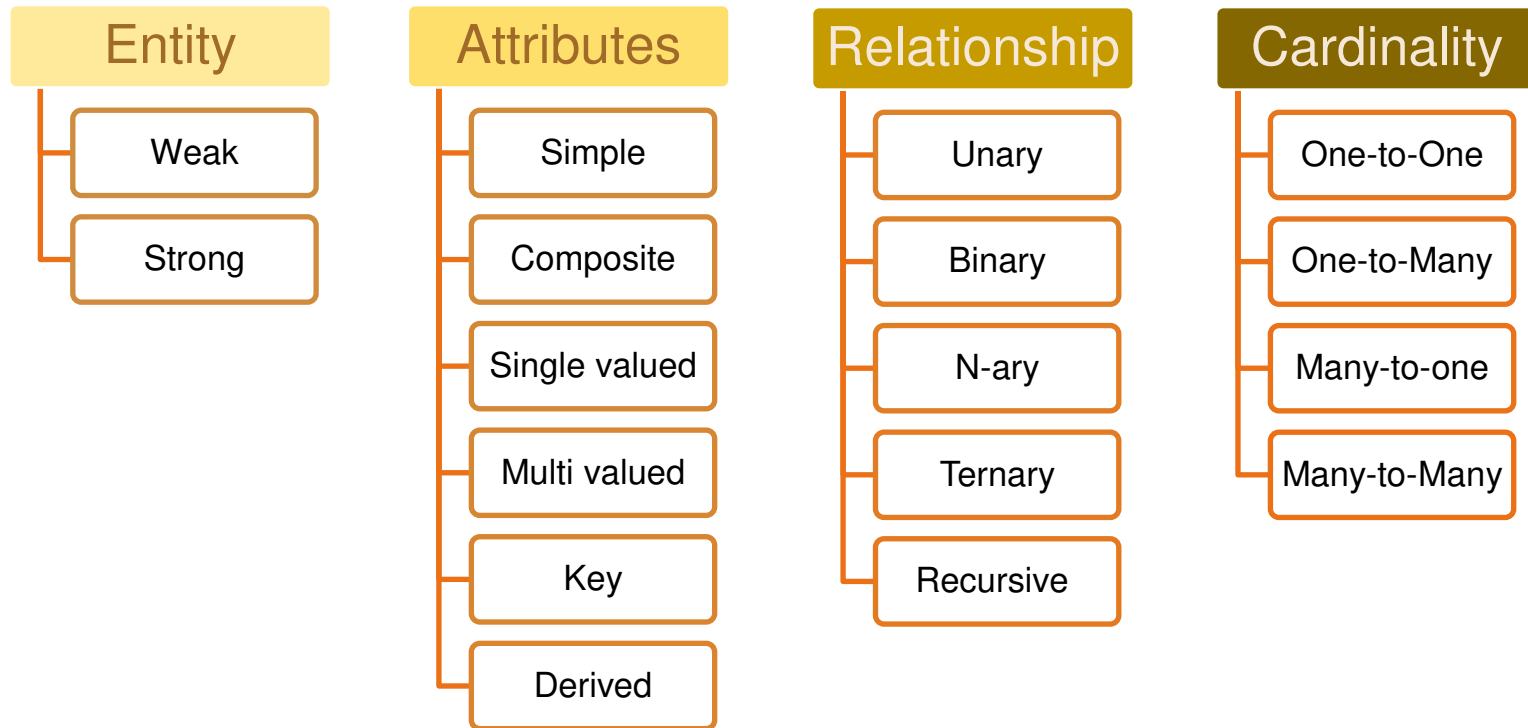 Entity
Weak
Strong
Attributes
Simple
Composite
Single valued
Multi valued
Key
Derived
Relationship
Unary
Binary
N-ary
Ternary
Recursive
Cardinality
One-to-One
One-to-Many
Many-to-one
Many-to-Many